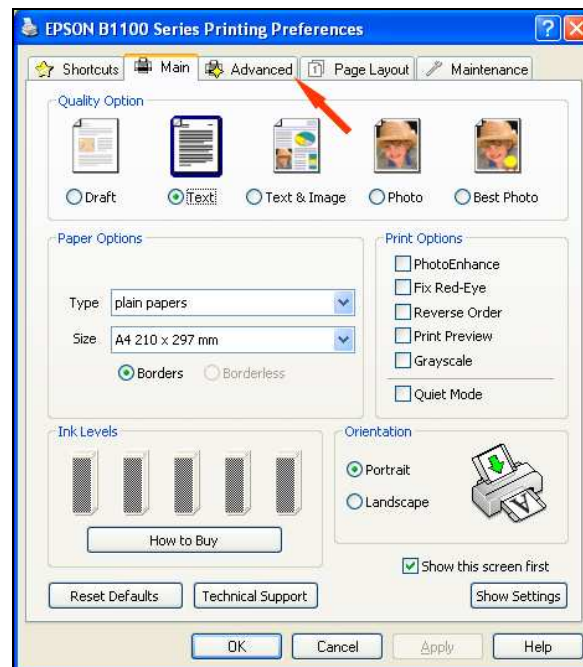 EPSON B1100 Series Printing Preferences
Shortcuts Main Advanced 1 Page Layout Maintenance
Quality Option
Draft Text Text & Image Photo Best Photo
Paper Options
Type plain papers
Size A4 210 x 297 mm
Borders Borderless
Print Options
PhotoEnhance
Fix Red-Eye
Reverse Order
Print Preview
Grayscale
Quiet Mode
Ink Levels
How to Buy
Orientation
Portrait
Landscape
A
Show this screen first
Reset Defaults Technical Support Show Settings
OK Cancel Apply Help